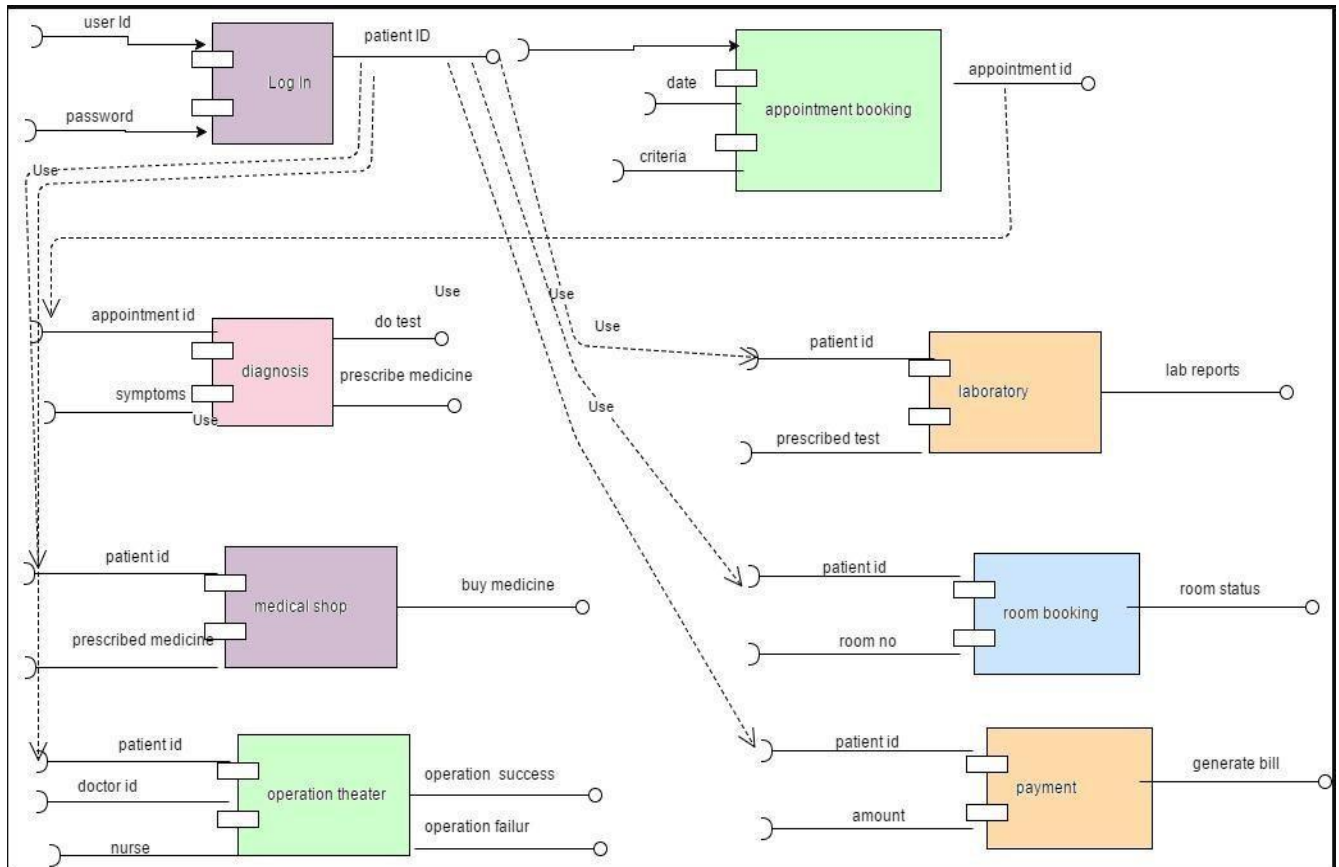 user Id
patient ID
Log In
password
Use
date
appointment id
appointment booking
criteria
appointment id
do test
diagnosis
prescribe medicine
symptoms
Use
Use
Use
Use
Use
patient id
lab reports
laboratory
prescribed test
patient id
buy medicine
medical shop
prescribed medicine
patient id
room status
room booking
room no
patient id
doctor id
operation success
operation theater
operation failur
nurse
patient id
generate bill
payment
amount